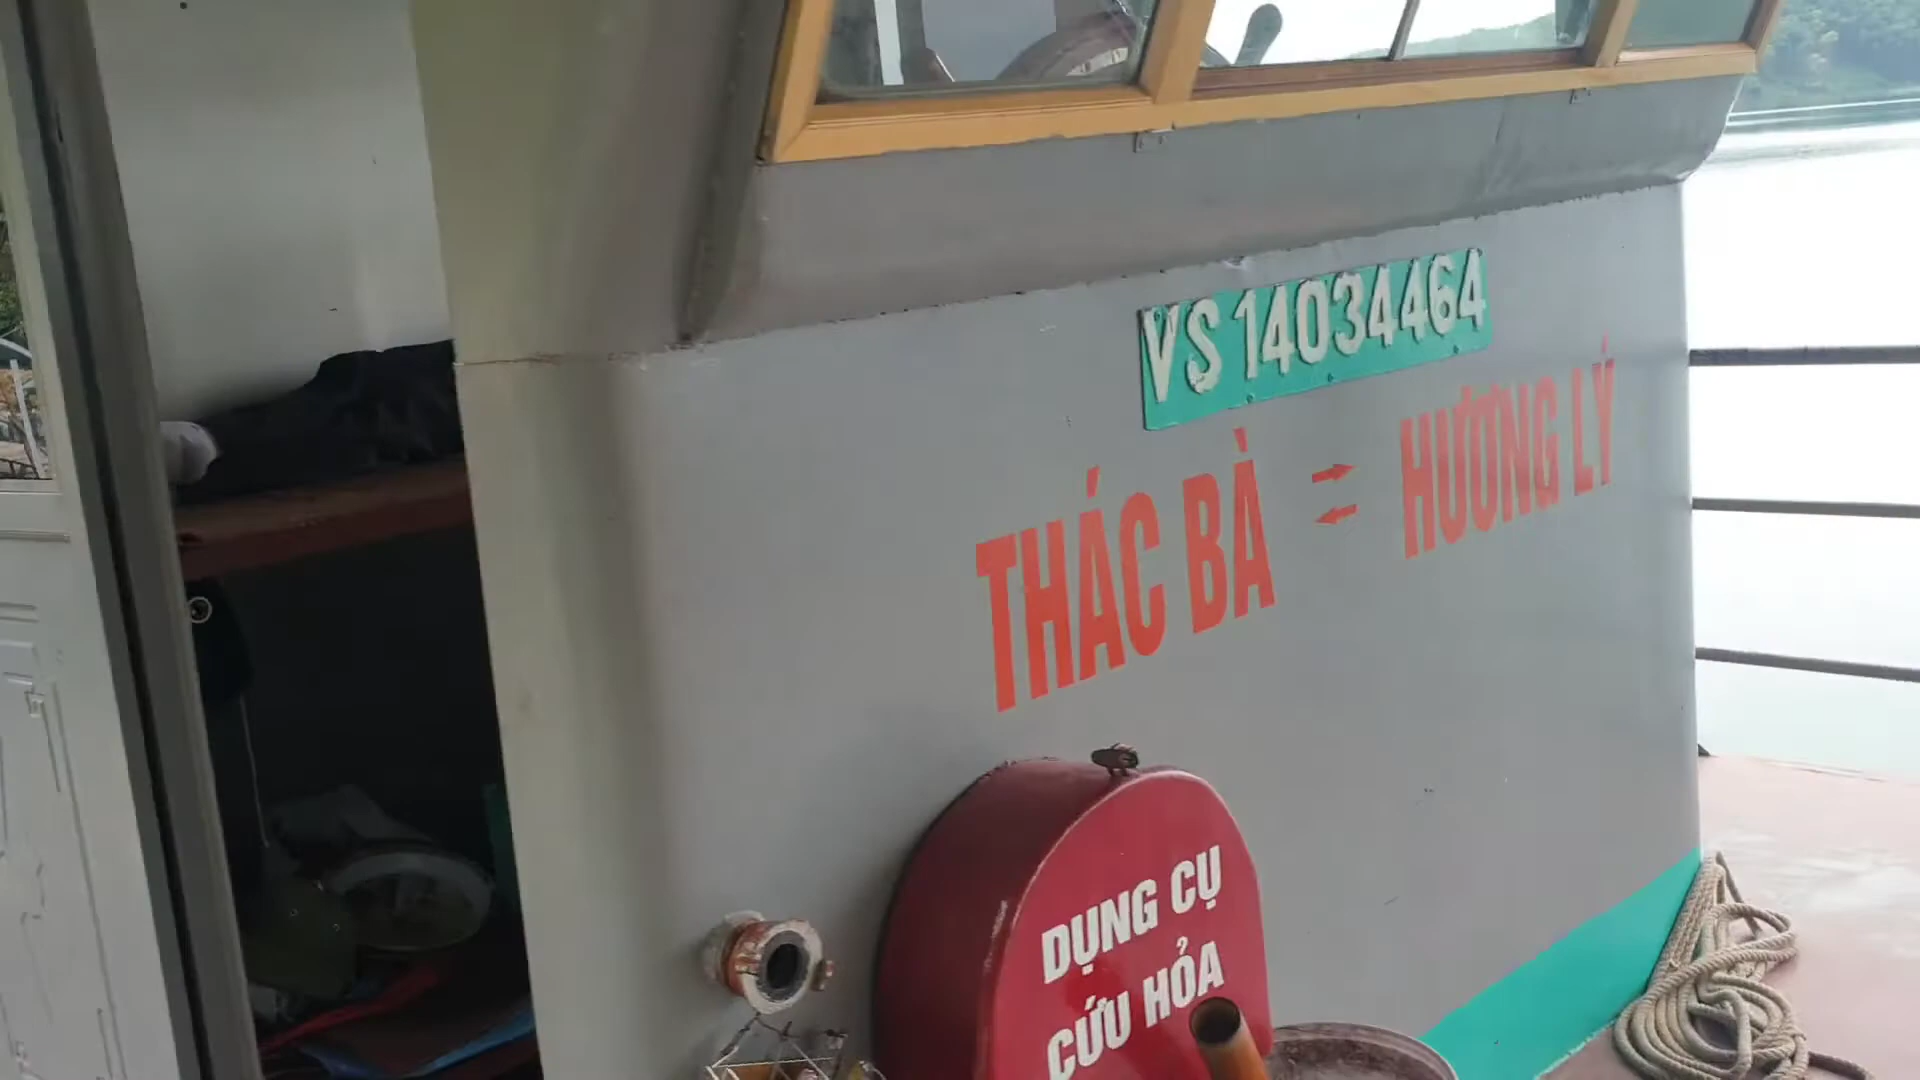 VS 14034464
THÁC BÀ ⇄ HƯƠNG LÝ
DỤNG CỤ
CỨU HỎA